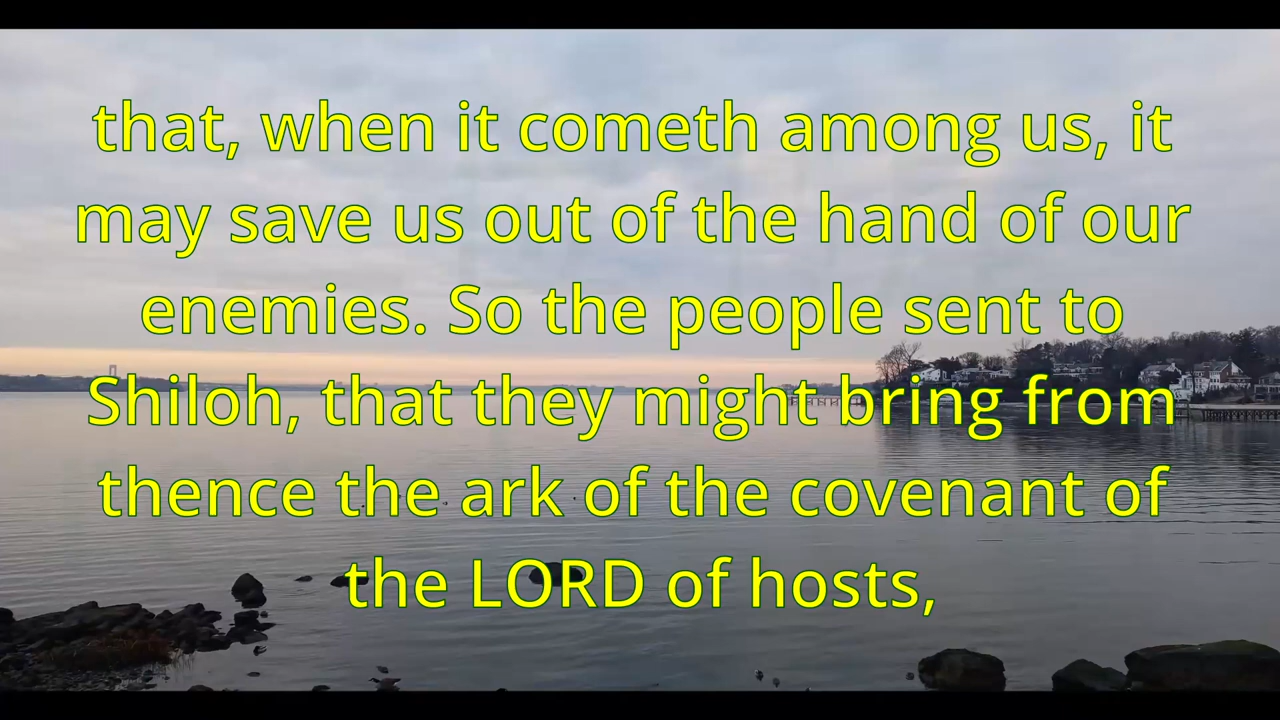 that, when it cometh among us, it
may save us out of the hand of our
enemies. So the people sent to
Shiloh, that they might bring from
thence the ark of the covenant of
the LORD of hosts,